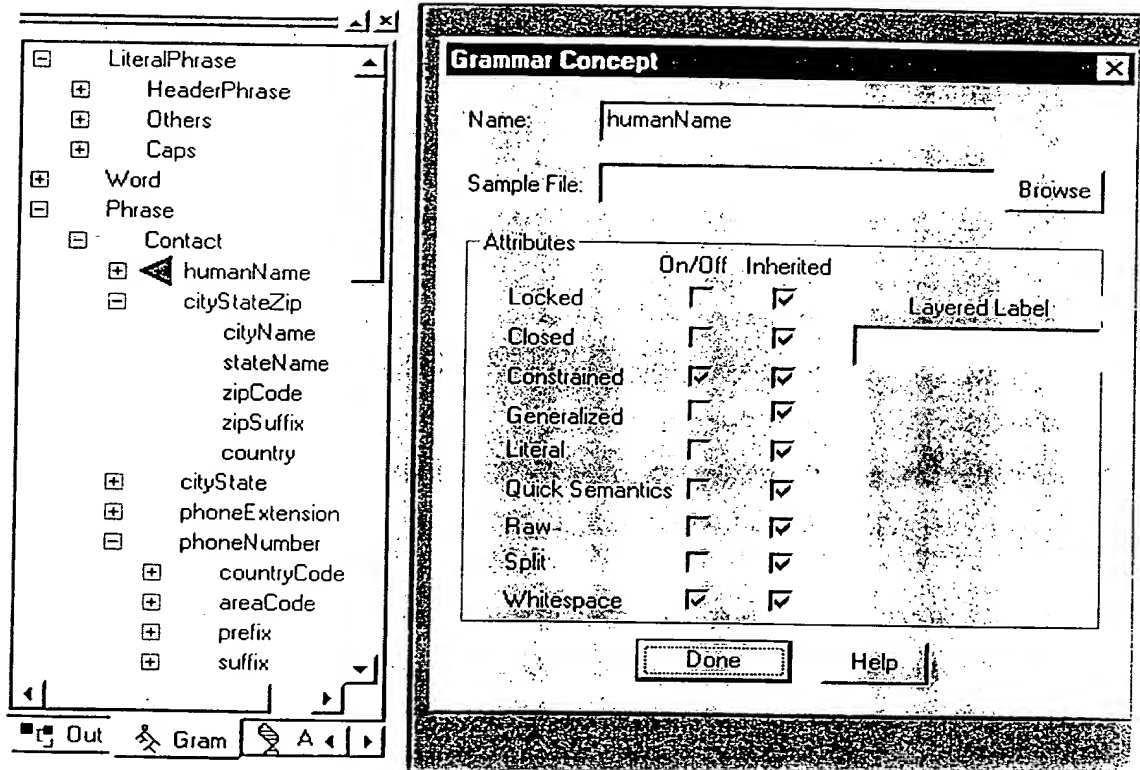 LiteralPhrase
HeaderPhrase
Others
Caps
Word
Phrase
Contact
humanName
cityStateZip
cityName
stateName
zipCode
zipSuffix
country
cityState
phoneExtension
phoneNumber
countryCode
areaCode
prefix
suffix
Out Gram A
Grammar Concept
Name: humanName
Sample File: Browse
Attributes
On/Off Inherited
Locked
Layered Label
Closed
Constrained
Generalized
Literal
Quick Semantics
Raw
Split
Whitespace
Done Help